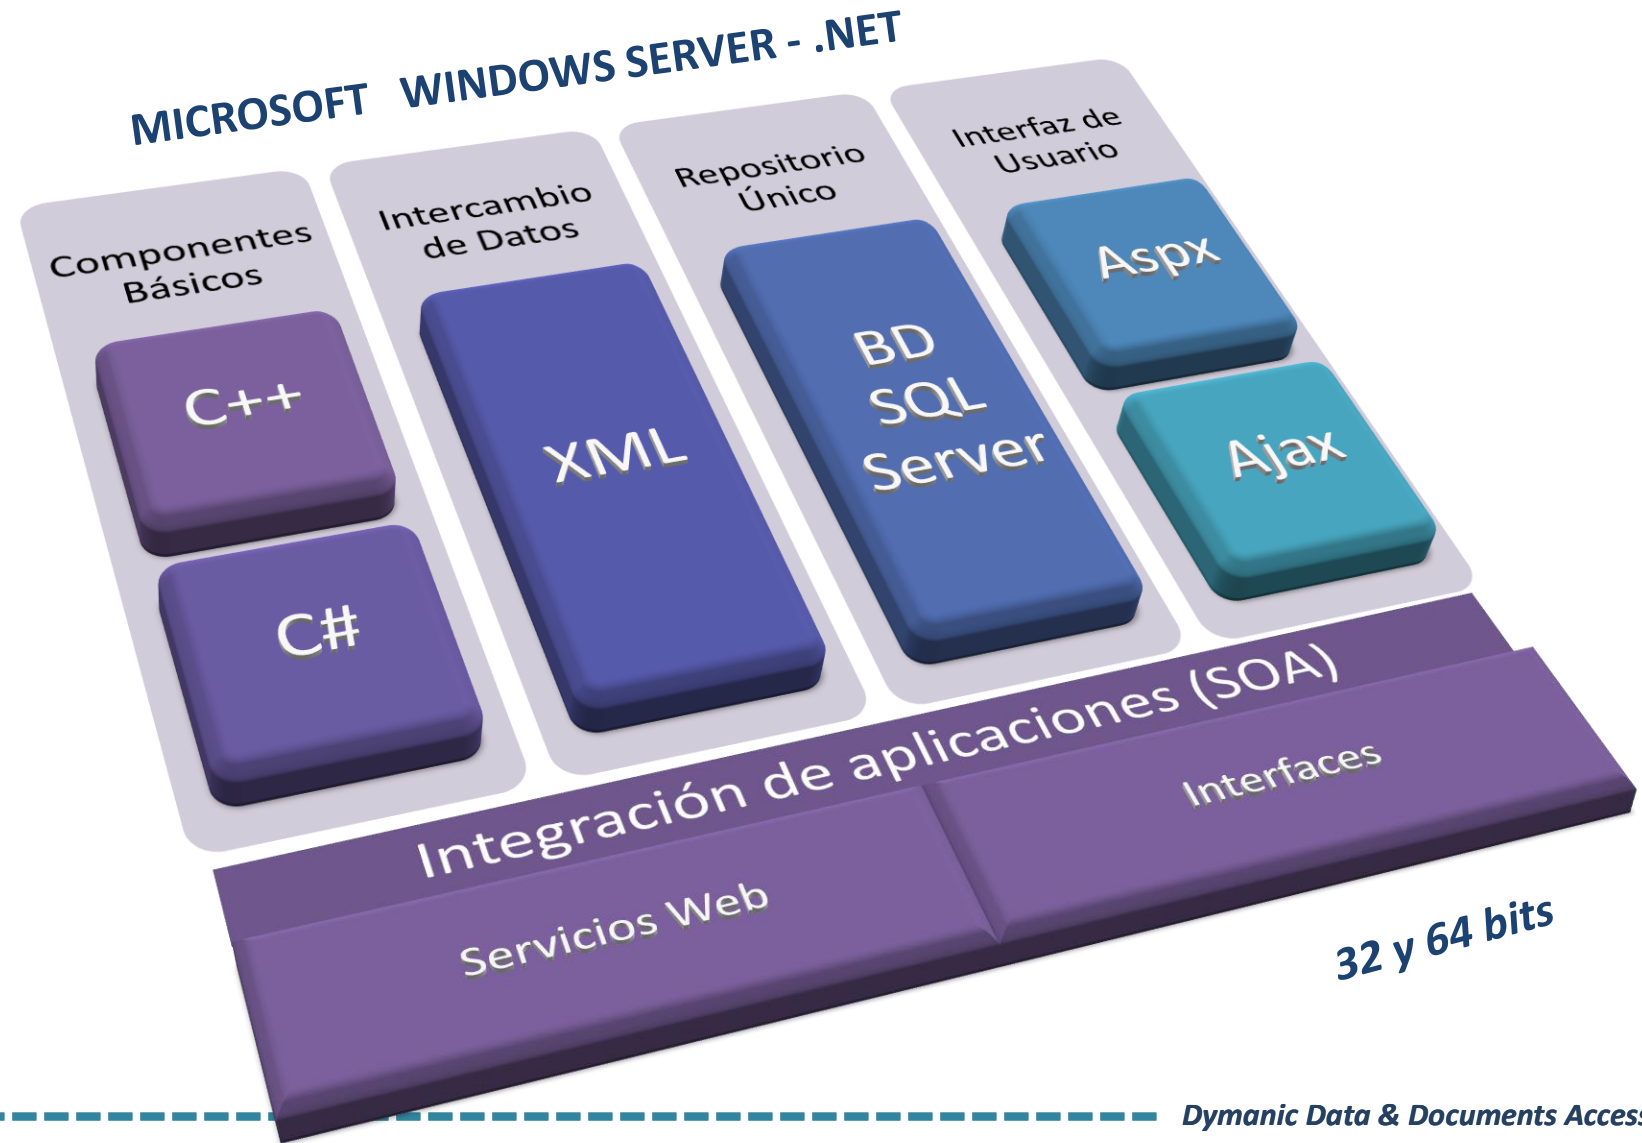 MICROSOFT WINDOWS SERVER - .NET
Componentes
Básicos
C++
C#
Intercambio
de Datos
XML
Repositorio
Único
BD
SQL
Server
Interfaz de
Usuario
Aspx
Ajax
Integración de aplicaciones (SOA)
Servicios Web
Interfaces
32 y 64 bits
Dymanic Data & Documents Access